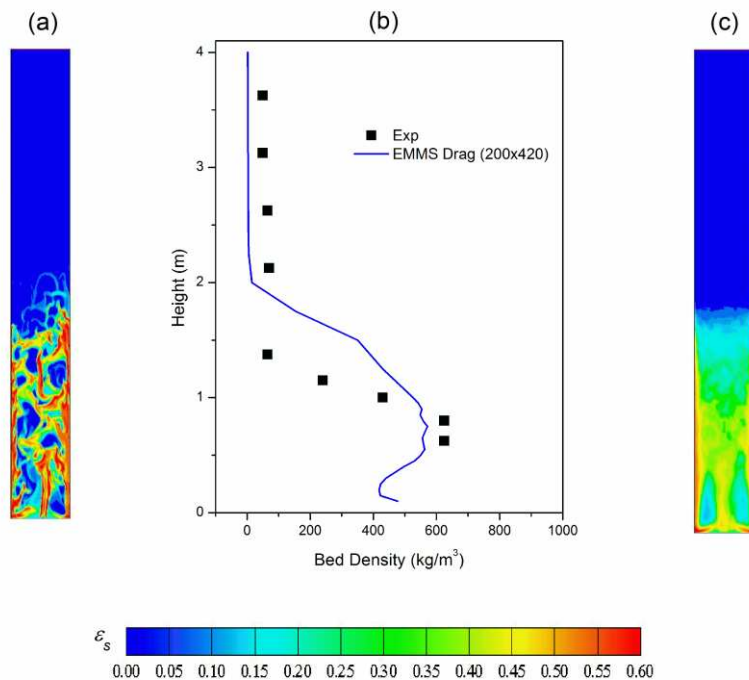 (a)
(b)
(c)
4
3
2
1
0
Height (m)
Exp
EMMS Drag (200x420)
0 200 400 600 800 1000
Bed Density (kg/m³)
εs
0.00 0.05 0.10 0.15 0.20 0.25 0.30 0.35 0.40 0.45 0.50 0.55 0.60